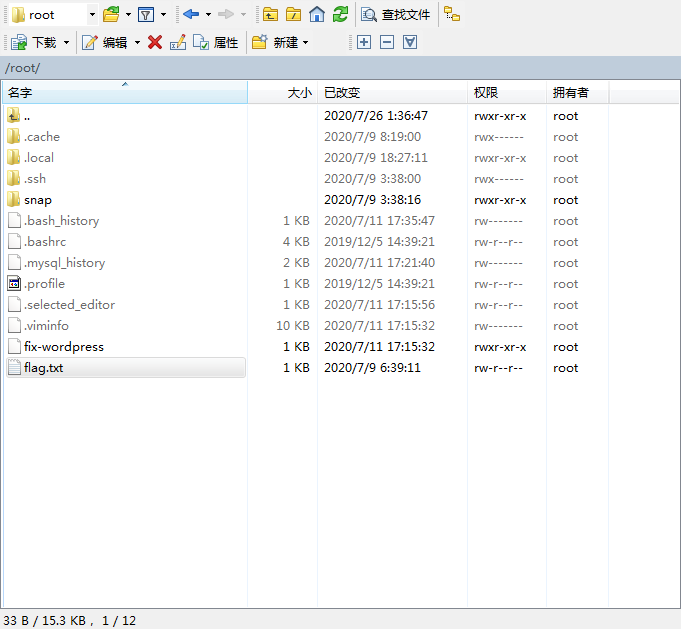 root 查找文件
下载 编辑 属性 新建
/root/
名字 大小 已改变 权限 拥有者
.. 2020/7/26 1:36:47 rwxr-xr-x root
.cache 2020/7/9 8:19:00 rwx------ root
.local 2020/7/9 18:27:11 rwxr-xr-x root
.ssh 2020/7/9 3:38:00 rwx------ root
snap 2020/7/9 3:38:16 rwxr-xr-x root
.bash_history 1 KB 2020/7/11 17:35:47 rw------- root
.bashrc 4 KB 2019/12/5 14:39:21 rw-r--r-- root
.mysql_history 2 KB 2020/7/11 17:21:40 rw------- root
.profile 1 KB 2019/12/5 14:39:21 rw-r--r-- root
.selected_editor 1 KB 2020/7/11 17:15:56 rw-r--r-- root
.viminfo 10 KB 2020/7/11 17:15:32 rw------- root
fix-wordpress 1 KB 2020/7/11 17:15:32 rwxr-xr-x root
flag.txt 1 KB 2020/7/9 6:39:11 rw-r--r-- root
33 B / 15.3 KB， 1 / 12